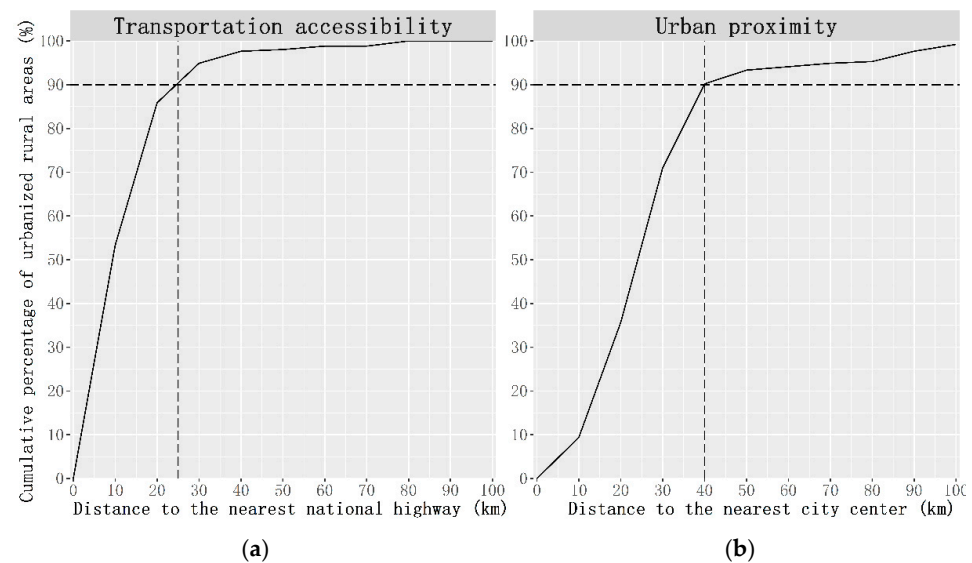 Transportation accessibility
Urban proximity
Cumulative percentage of urbanized rural areas (%)
100
90
80
70
60
50
40
30
20
10
0
0 10 20 30 40 50 60 70 80 90 100
Distance to the nearest national highway (km)
100
90
80
70
60
50
40
30
20
10
0
0 10 20 30 40 50 60 70 80 90 100
Distance to the nearest city center (km)
(a)
(b)